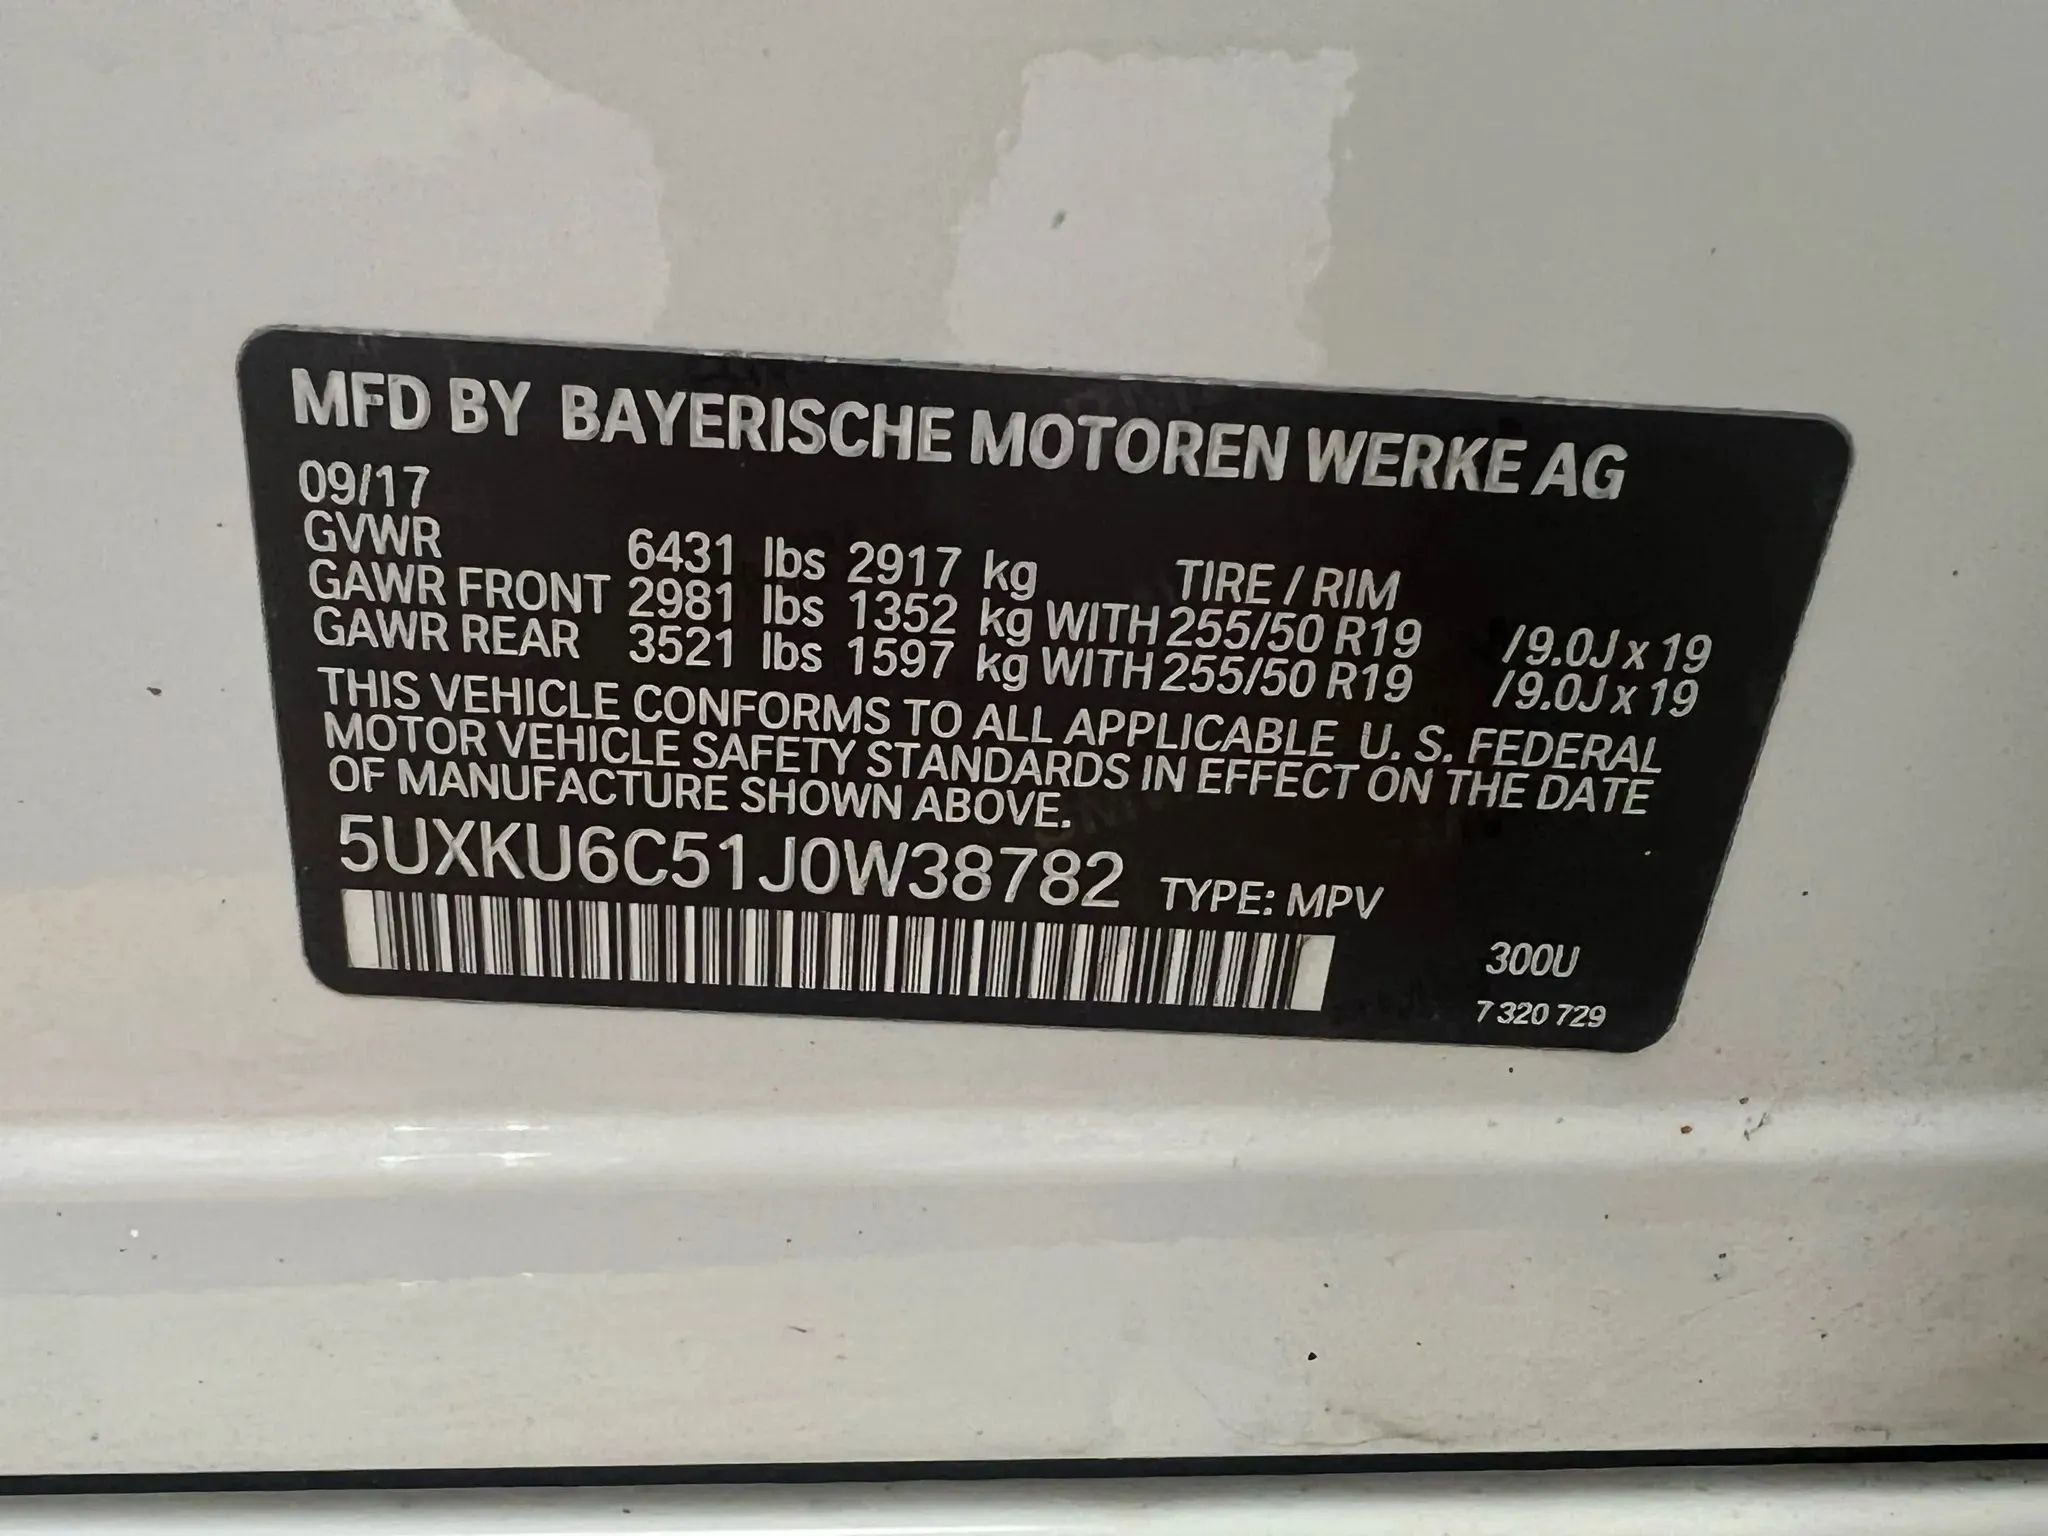 MFD BY BAYERISCHE MOTOREN WERKE AG
09/17
GVWR 6431 lbs 2917 kg TIRE / RIM
GAWR FRONT 2981 lbs 1352 kg WITH 255/50 R19 /9.0J x 19
GAWR REAR 3521 lbs 1597 kg WITH 255/50 R19 /9.0J x 19
THIS VEHICLE CONFORMS TO ALL APPLICABLE U. S. FEDERAL
MOTOR VEHICLE SAFETY STANDARDS IN EFFECT ON THE DATE
OF MANUFACTURE SHOWN ABOVE.
5UXKU6C51J0W38782 TYPE: MPV
300U
7 320 729